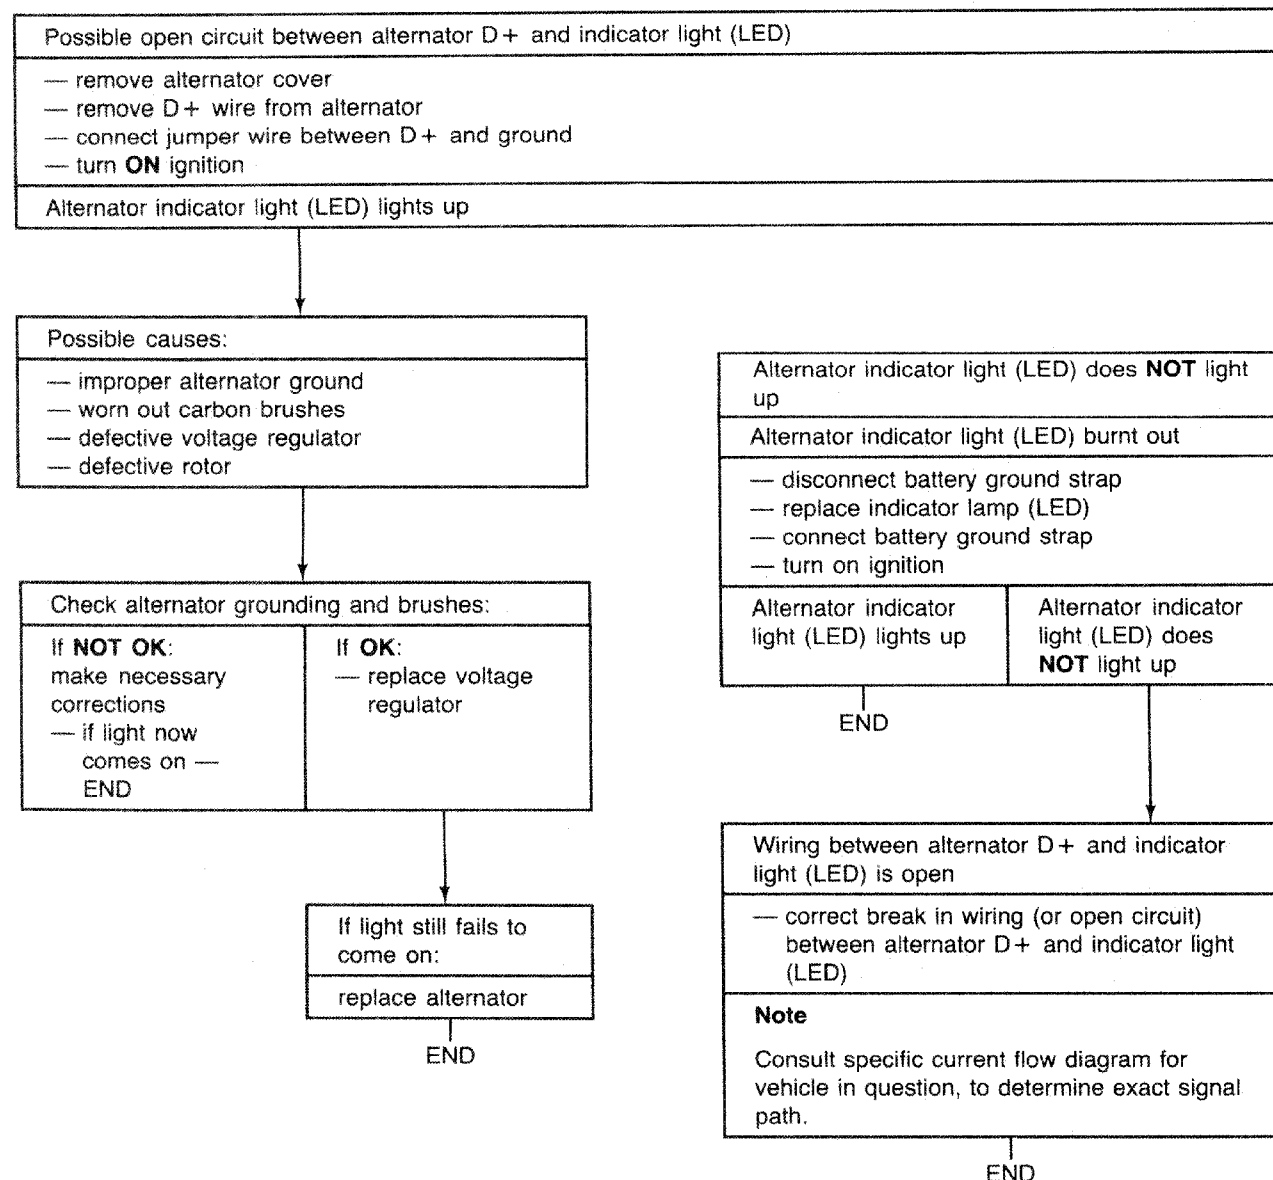 Possible open circuit between alternator D+ and indicator light (LED)
— remove alternator cover
— remove D+ wire from alternator
— connect jumper wire between D+ and ground
— turn ON ignition
Alternator indicator light (LED) lights up
Possible causes:
— improper alternator ground
— worn out carbon brushes
— defective voltage regulator
— defective rotor
Check alternator grounding and brushes:
If NOT OK:
make necessary
corrections
— if light now
comes on —
END
If OK:
— replace voltage
regulator
If light still fails to
come on:
replace alternator
END
Alternator indicator light (LED) does NOT light
up
Alternator indicator light (LED) burnt out
— disconnect battery ground strap
— replace indicator lamp (LED)
— connect battery ground strap
— turn on ignition
Alternator indicator
light (LED) lights up
END
Alternator indicator
light (LED) does
NOT light up
Wiring between alternator D+ and indicator
light (LED) is open
— correct break in wiring (or open circuit)
between alternator D+ and indicator light
(LED)
Note
Consult specific current flow diagram for
vehicle in question, to determine exact signal
path.
END